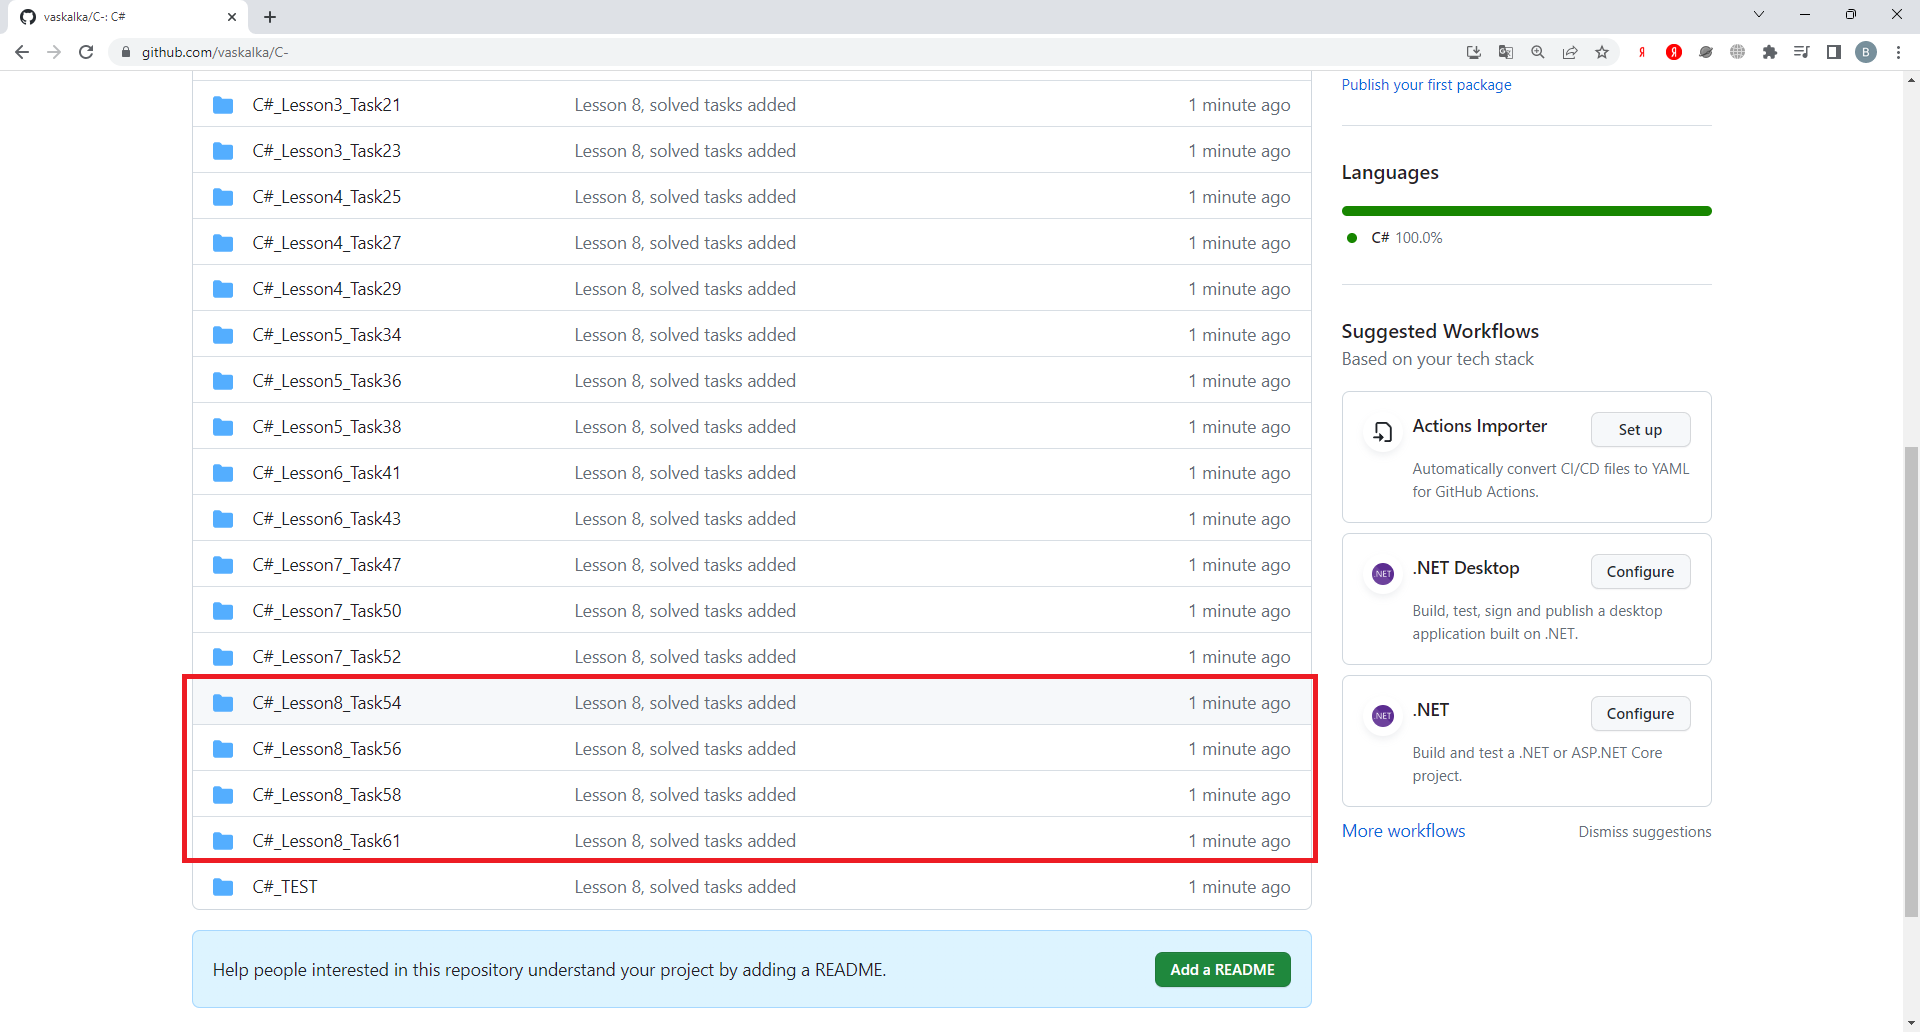 vaskalka/C-: C#
github.com/vaskalka/C-
B
C#_Lesson3_Task21 Lesson 8, solved tasks added 1 minute ago
C#_Lesson3_Task23 Lesson 8, solved tasks added 1 minute ago
C#_Lesson4_Task25 Lesson 8, solved tasks added 1 minute ago
C#_Lesson4_Task27 Lesson 8, solved tasks added 1 minute ago
C#_Lesson4_Task29 Lesson 8, solved tasks added 1 minute ago
C#_Lesson5_Task34 Lesson 8, solved tasks added 1 minute ago
C#_Lesson5_Task36 Lesson 8, solved tasks added 1 minute ago
C#_Lesson5_Task38 Lesson 8, solved tasks added 1 minute ago
C#_Lesson6_Task41 Lesson 8, solved tasks added 1 minute ago
C#_Lesson6_Task43 Lesson 8, solved tasks added 1 minute ago
C#_Lesson7_Task47 Lesson 8, solved tasks added 1 minute ago
C#_Lesson7_Task50 Lesson 8, solved tasks added 1 minute ago
C#_Lesson7_Task52 Lesson 8, solved tasks added 1 minute ago
C#_Lesson8_Task54 Lesson 8, solved tasks added 1 minute ago
C#_Lesson8_Task56 Lesson 8, solved tasks added 1 minute ago
C#_Lesson8_Task58 Lesson 8, solved tasks added 1 minute ago
C#_Lesson8_Task61 Lesson 8, solved tasks added 1 minute ago
C#_TEST Lesson 8, solved tasks added 1 minute ago
Help people interested in this repository understand your project by adding a README.
Add a README
Publish your first package
Languages
C# 100.0%
Suggested Workflows
Based on your tech stack
Actions Importer
Set up
Automatically convert CI/CD files to YAML
for GitHub Actions.
.NET
.NET Desktop
Configure
Build, test, sign and publish a desktop
application built on .NET.
.NET
.NET
Configure
Build and test a .NET or ASP.NET Core
project.
More workflows
Dismiss suggestions